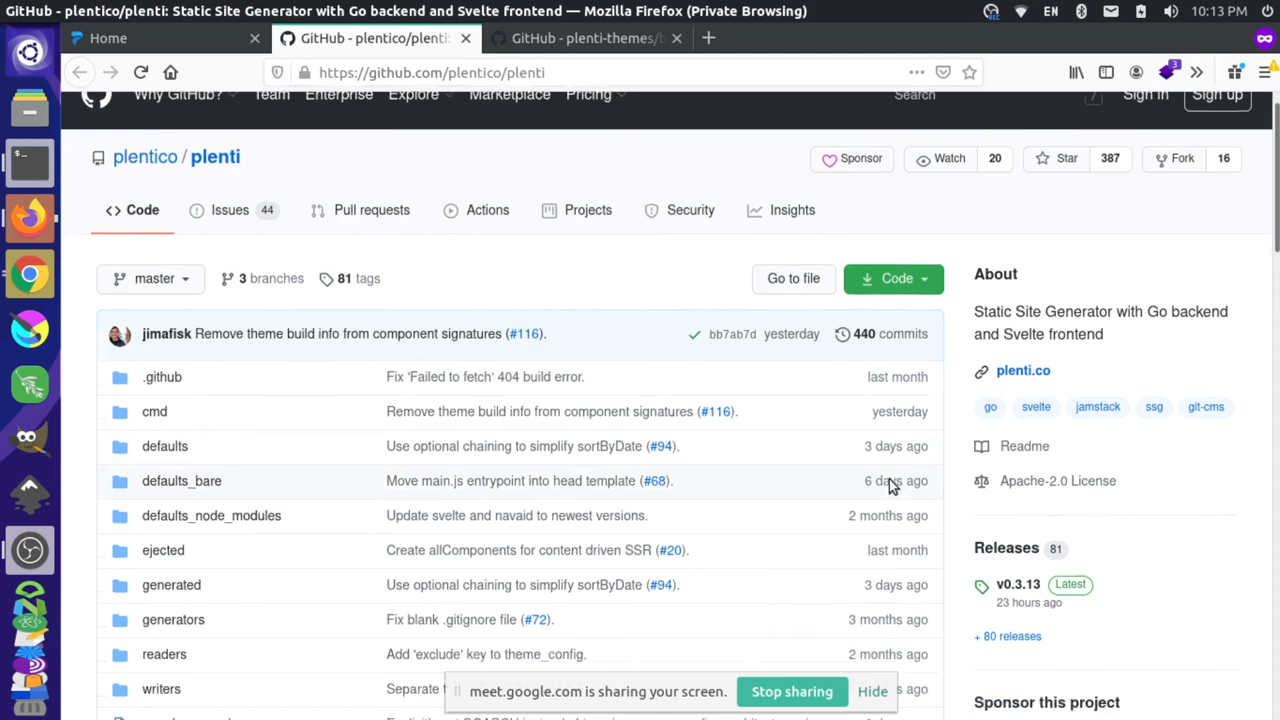 GitHub - plentico/plenti: Static Site Generator with Go backend and Svelte frontend — Mozilla Firefox (Private Browsing)
EN
10:13 PM
Home
GitHub - plentico/plenti:
GitHub - plenti-themes/b
https://github.com/plentico/plenti
3
Why GitHub?
Team
Enterprise
Explore
Marketplace
Pricing
Search
/
Sign in
Sign up
plentico / plenti
Sponsor
Watch 20
Star 387
Fork 16
Code
Issues 44
Pull requests
Actions
Projects
Security
Insights
master
3 branches
81 tags
Go to file
Code
jimafisk Remove theme build info from component signatures (#116).
bb7ab7d yesterday
440 commits
.github Fix 'Failed to fetch' 404 build error. last month
cmd Remove theme build info from component signatures (#116). yesterday
defaults Use optional chaining to simplify sortByDate (#94). 3 days ago
defaults_bare Move main.js entrypoint into head template (#68). 6 days ago
defaults_node_modules Update svelte and navaid to newest versions. 2 months ago
ejected Create allComponents for content driven SSR (#20). last month
generated Use optional chaining to simplify sortByDate (#94). 3 days ago
generators Fix blank .gitignore file (#72). 3 months ago
readers Add 'exclude' key to theme_config. 2 months ago
writers Separate
About
Static Site Generator with Go backend
and Svelte frontend
plenti.co
go svelte jamstack ssg git-cms
Readme
Apache-2.0 License
Releases 81
v0.3.13 Latest
23 hours ago
+ 80 releases
Sponsor this project
meet.google.com is sharing your screen.
Stop sharing
Hide